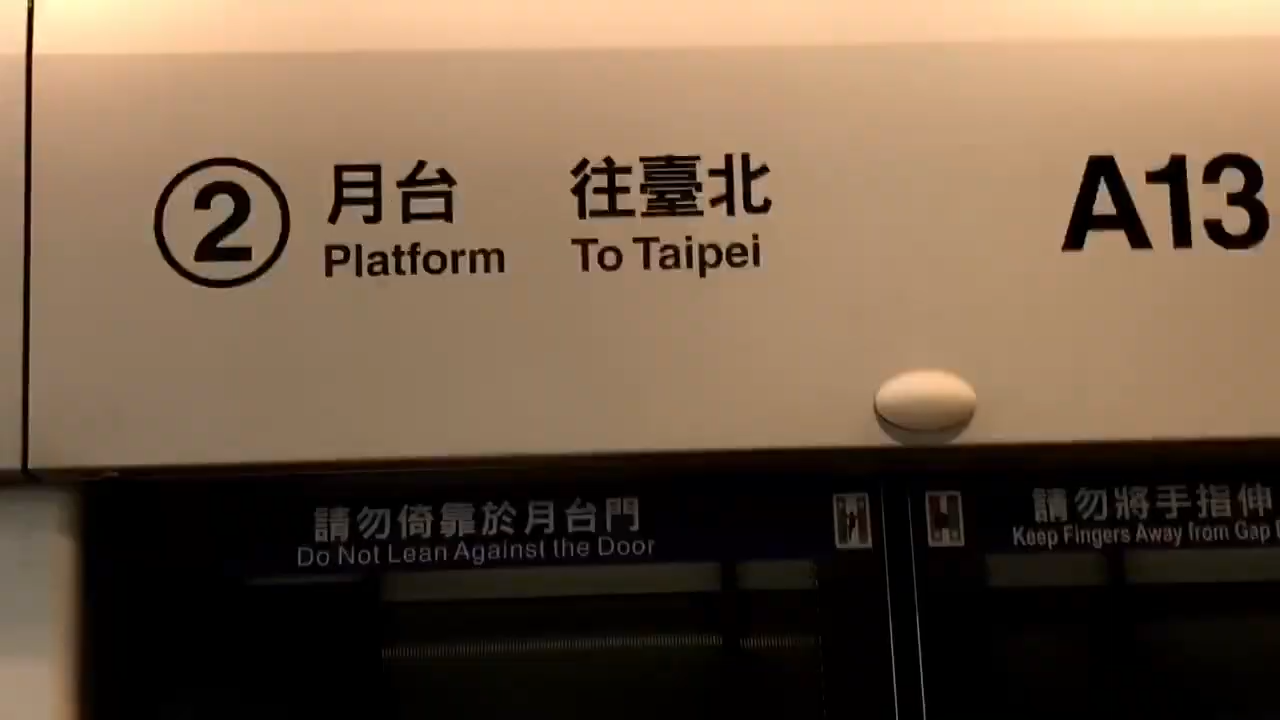 ② 月台 往臺北 A13
Platform To Taipei
請勿倚靠於月台門 請勿將手指伸
Do Not Lean Against the Door Keep Fingers Away from Gap